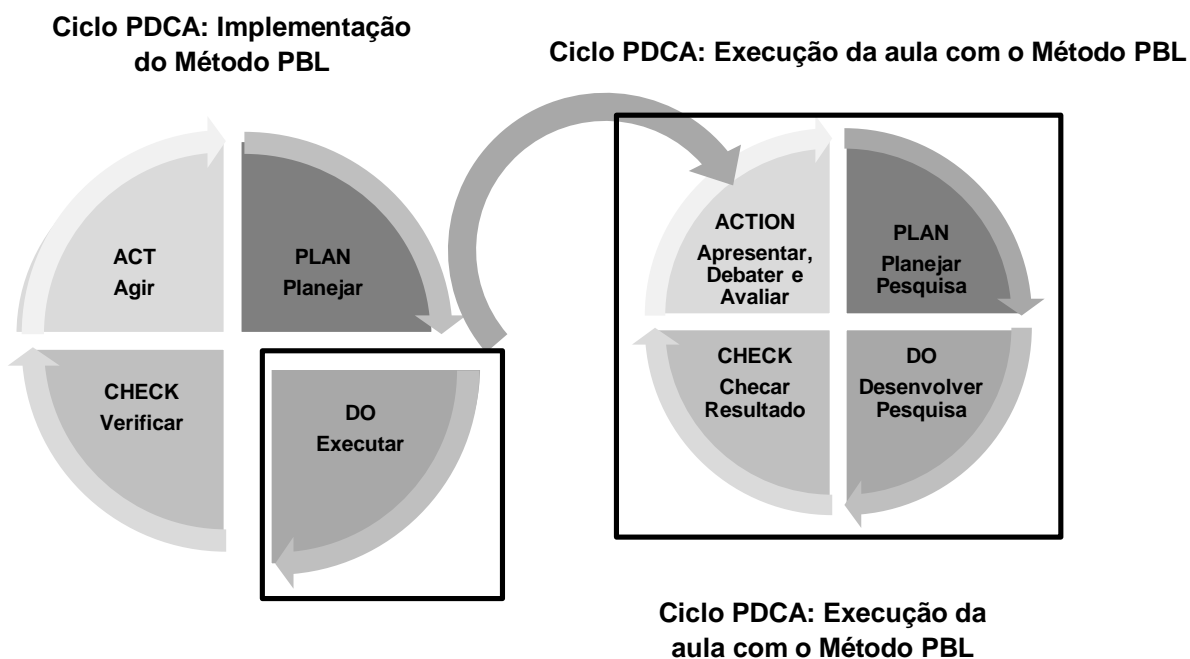 Ciclo PDCA: Implementação
do Método PBL
Ciclo PDCA: Execução da aula com o Método PBL
ACT
Agir
PLAN
Planejar
CHECK
Verificar
DO
Executar
ACTION
Apresentar,
Debater e
Avaliar
PLAN
Planejar
Pesquisa
CHECK
Checar
Resultado
DO
Desenvolver
Pesquisa
Ciclo PDCA: Execução da
aula com o Método PBL